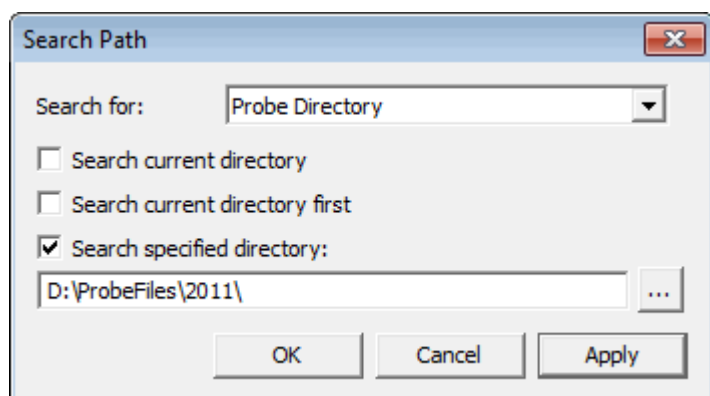 Search Path
Search for: Probe Directory
Search current directory
Search current directory first
Search specified directory:
D:\ProbeFiles\2011\ ...
OK Cancel Apply